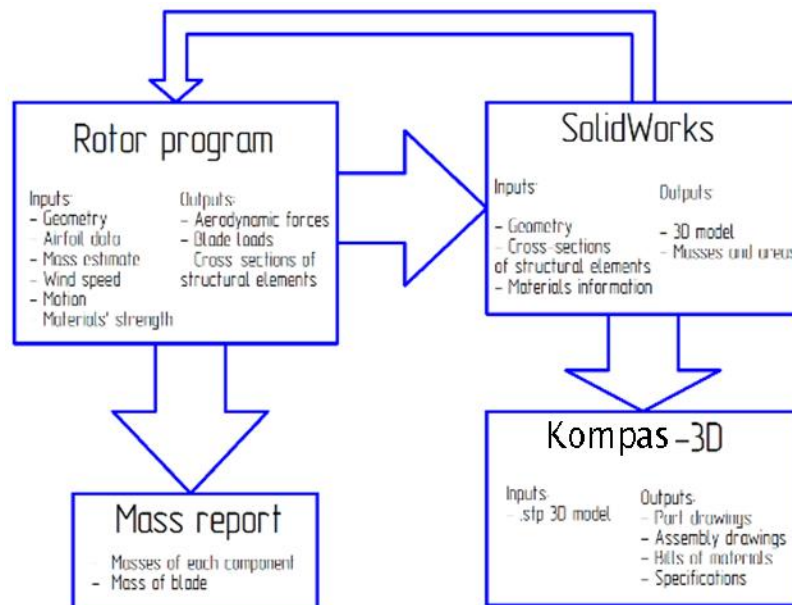 Rotor program
Inputs:
- Geometry
- Airfoil data
- Mass estimate
- Wind speed
- Motion
Materials' strength
Outputs:
- Aerodynamic forces
- Blade loads
Cross sections of
structural elements
SolidWorks
Inputs:
- Geometry
- Cross-sections
of structural elements
- Materials information
Outputs:
- 3D model
- Masses and areas
Mass report
- Masses of each component
- Mass of blade
Kompas-3D
Inputs:
- .stp 3D model
Outputs:
- Part drawings
- Assembly drawings
- Bills of materials
- Specifications